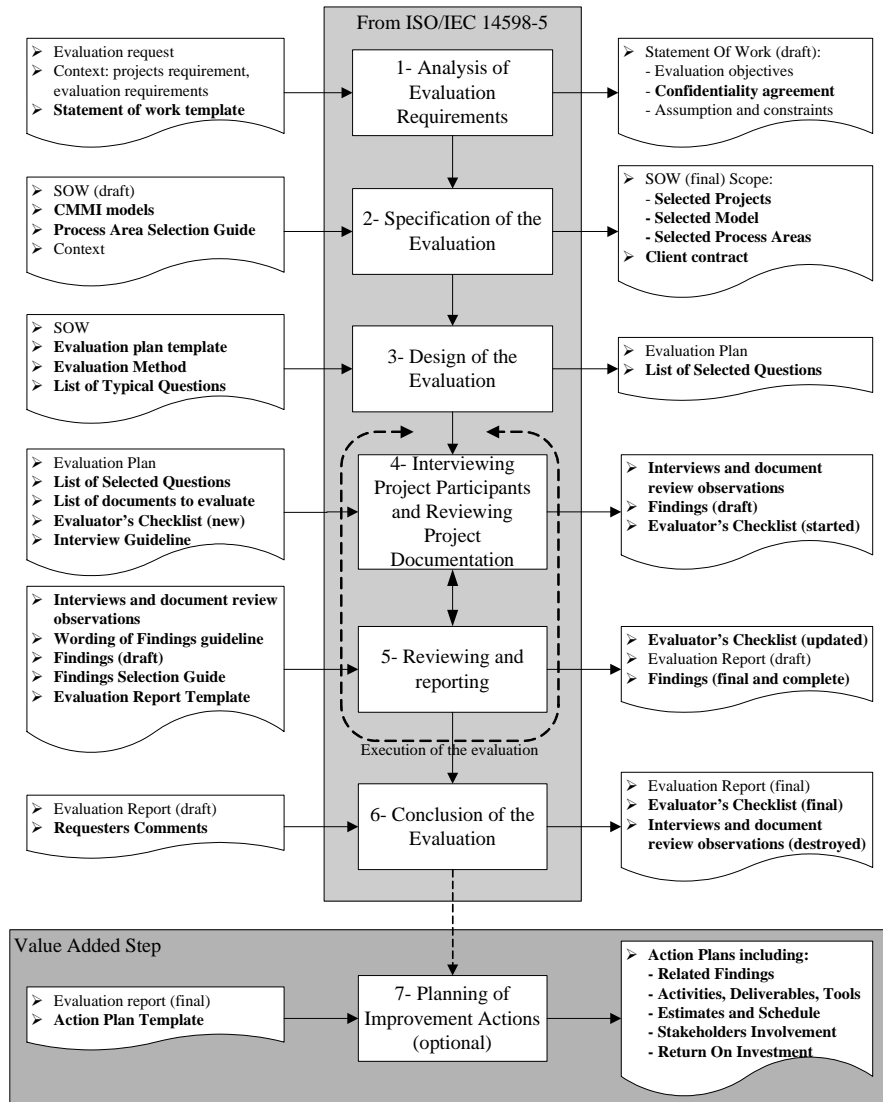 From ISO/IEC 14598-5
➢ Evaluation request
➢ Context: projects requirement,
evaluation requirements
➢ Statement of work template
1- Analysis of
Evaluation
Requirements
➢ Statement Of Work (draft):
- Evaluation objectives
- Confidentiality agreement
- Assumption and constraints
➢ SOW (draft)
➢ CMMI models
➢ Process Area Selection Guide
➢ Context
2- Specification of the
Evaluation
➢ SOW (final) Scope:
- Selected Projects
- Selected Model
- Selected Process Areas
➢ Client contract
➢ SOW
➢ Evaluation plan template
➢ Evaluation Method
➢ List of Typical Questions
3- Design of the
Evaluation
➢ Evaluation Plan
➢ List of Selected Questions
➢ Evaluation Plan
➢ List of Selected Questions
➢ List of documents to evaluate
➢ Evaluator's Checklist (new)
➢ Interview Guideline
4- Interviewing
Project Participants
and Reviewing
Project
Documentation
➢ Interviews and document
review observations
➢ Findings (draft)
➢ Evaluator's Checklist (started)
➢ Interviews and document review
observations
➢ Wording of Findings guideline
➢ Findings (draft)
➢ Findings Selection Guide
➢ Evaluation Report Template
5- Reviewing and
reporting
➢ Evaluator's Checklist (updated)
➢ Evaluation Report (draft)
➢ Findings (final and complete)
Execution of the evaluation
➢ Evaluation Report (draft)
➢ Requesters Comments
6- Conclusion of the
Evaluation
➢ Evaluation Report (final)
➢ Evaluator's Checklist (final)
➢ Interviews and document
review observations (destroyed)
Value Added Step
➢ Evaluation report (final)
➢ Action Plan Template
7- Planning of
Improvement Actions
(optional)
➢ Action Plans including:
- Related Findings
- Activities, Deliverables, Tools
- Estimates and Schedule
- Stakeholders Involvement
- Return On Investment